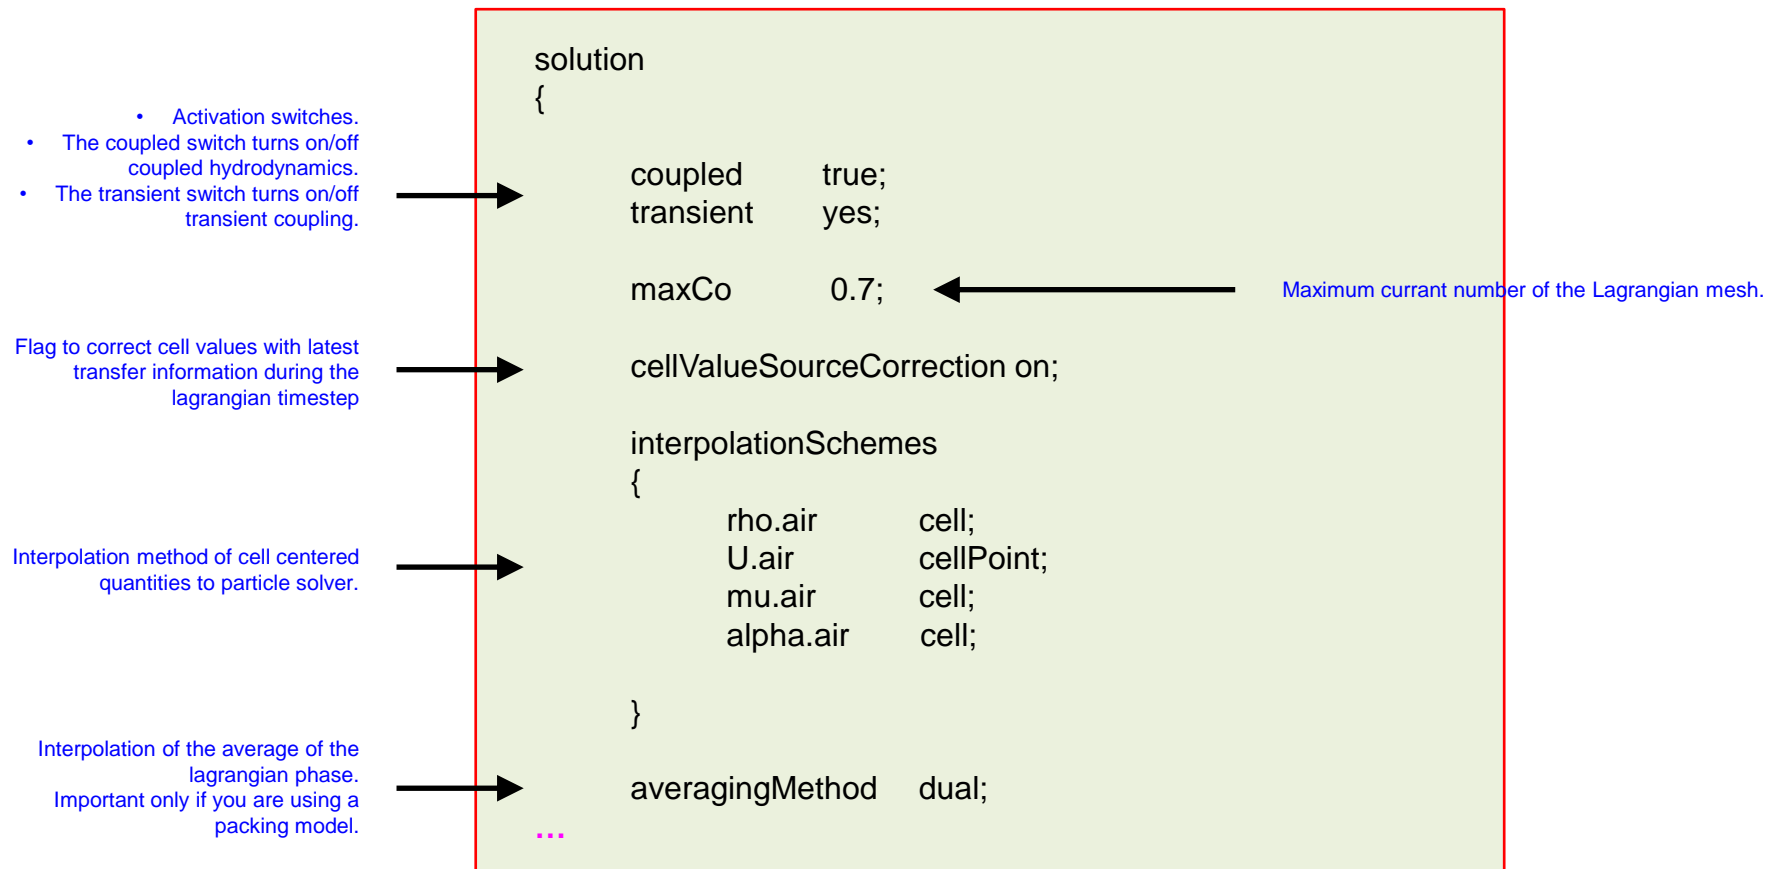 solution
{
• Activation switches.
• The coupled switch turns on/off
coupled hydrodynamics.
• The transient switch turns on/off
transient coupling.
coupled true;
transient yes;
maxCo 0.7;
Maximum currant number of the Lagrangian mesh.
Flag to correct cell values with latest
transfer information during the
lagrangian timestep
cellValueSourceCorrection on;
interpolationSchemes
{
rho.air cell;
U.air cellPoint;
mu.air cell;
alpha.air cell;
Interpolation method of cell centered
quantities to particle solver.
}
Interpolation of the average of the
lagrangian phase.
Important only if you are using a
packing model.
averagingMethod dual;
...